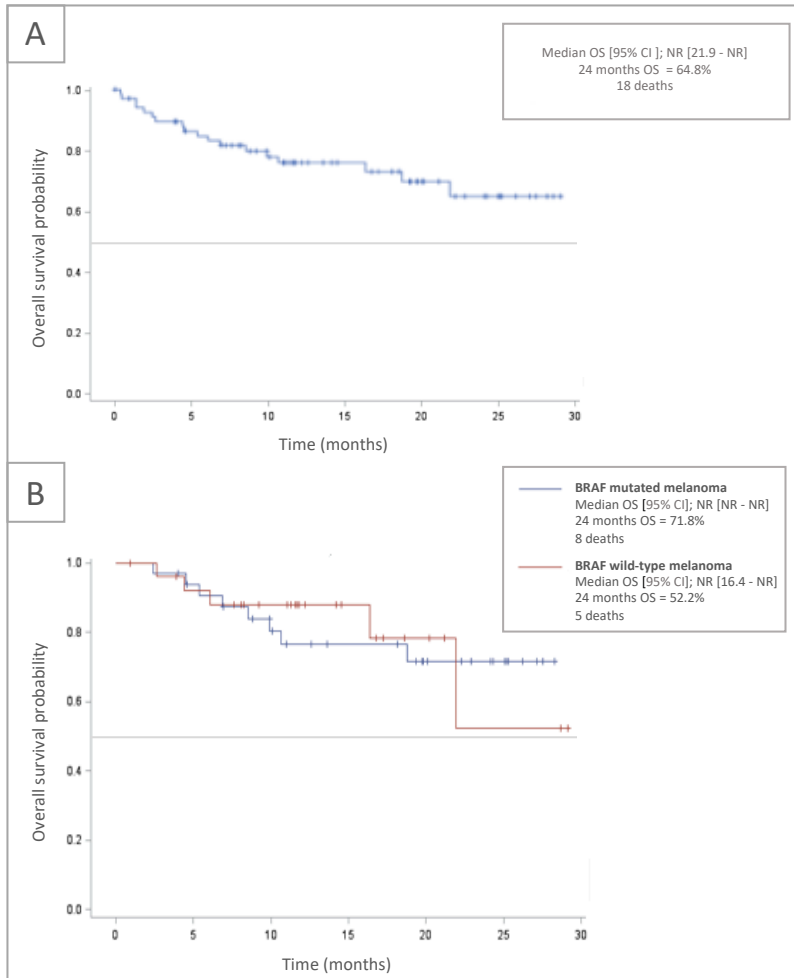 A
Median OS [95% CI ]; NR [21.9 - NR]
24 months OS = 64.8%
18 deaths
Overall survival probability
1.0
0.8
0.6
0.4
0.2
0.0
0 5 10 15 20 25 30
Time (months)
B
BRAF mutated melanoma
Median OS [95% CI]; NR [NR - NR]
24 months OS = 71.8%
8 deaths
BRAF wild-type melanoma
Median OS [95% CI]; NR [16.4 - NR]
24 months OS = 52.2%
5 deaths
Overall survival probability
1.0
0.8
0.6
0.4
0.2
0.0
0 5 10 15 20 25 30
Time (months)